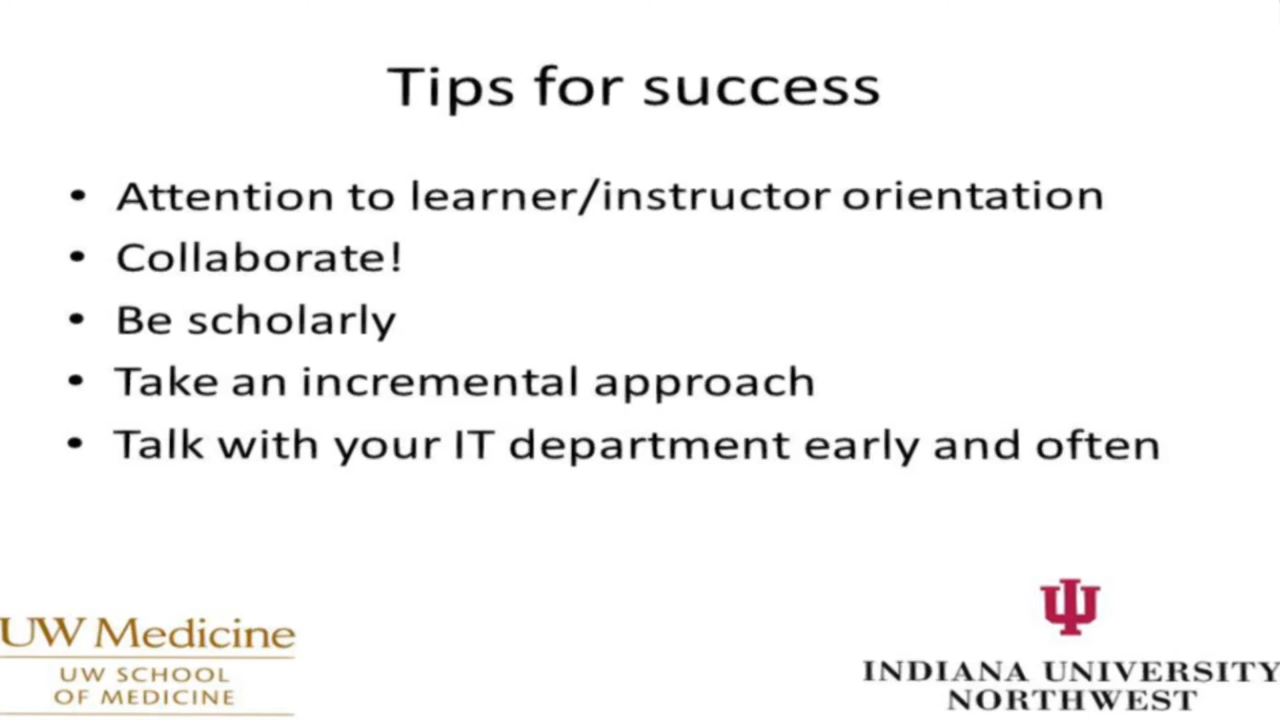 Tips for success
• Attention to learner/instructor orientation
• Collaborate!
• Be scholarly
• Take an incremental approach
• Talk with your IT department early and often
UW Medicine
UW SCHOOL
OF MEDICINE
INDIANA UNIVERSITY
NORTHWEST